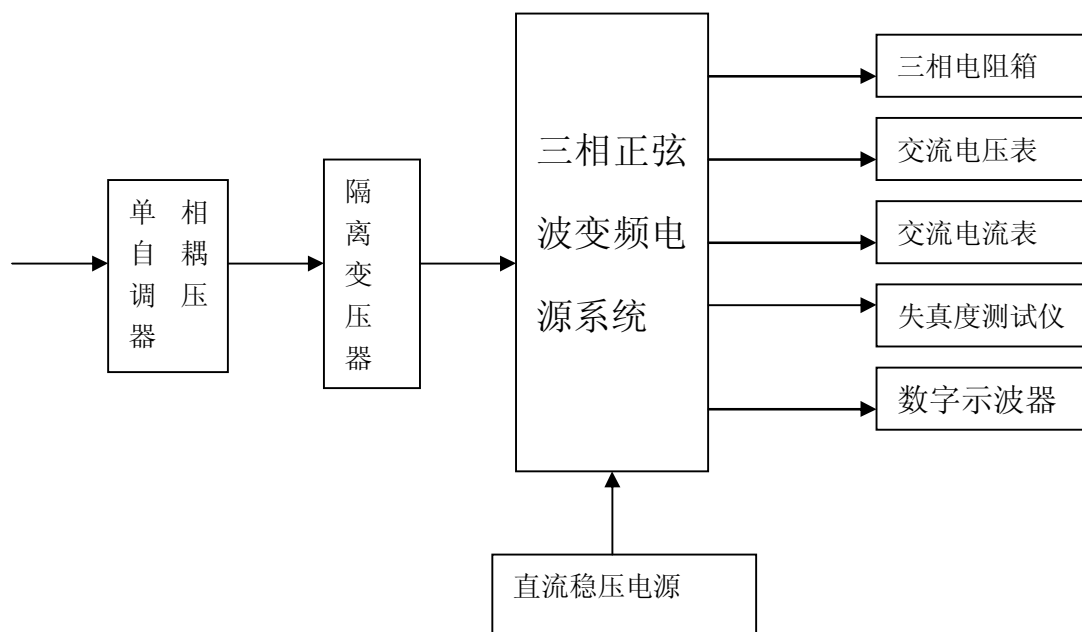 单相
自耦
调压
器
隔
离
变
压
器
三相正弦
波变频电
源系统
三相电阻箱
交流电压表
交流电流表
失真度测试仪
数字示波器
直流稳压电源